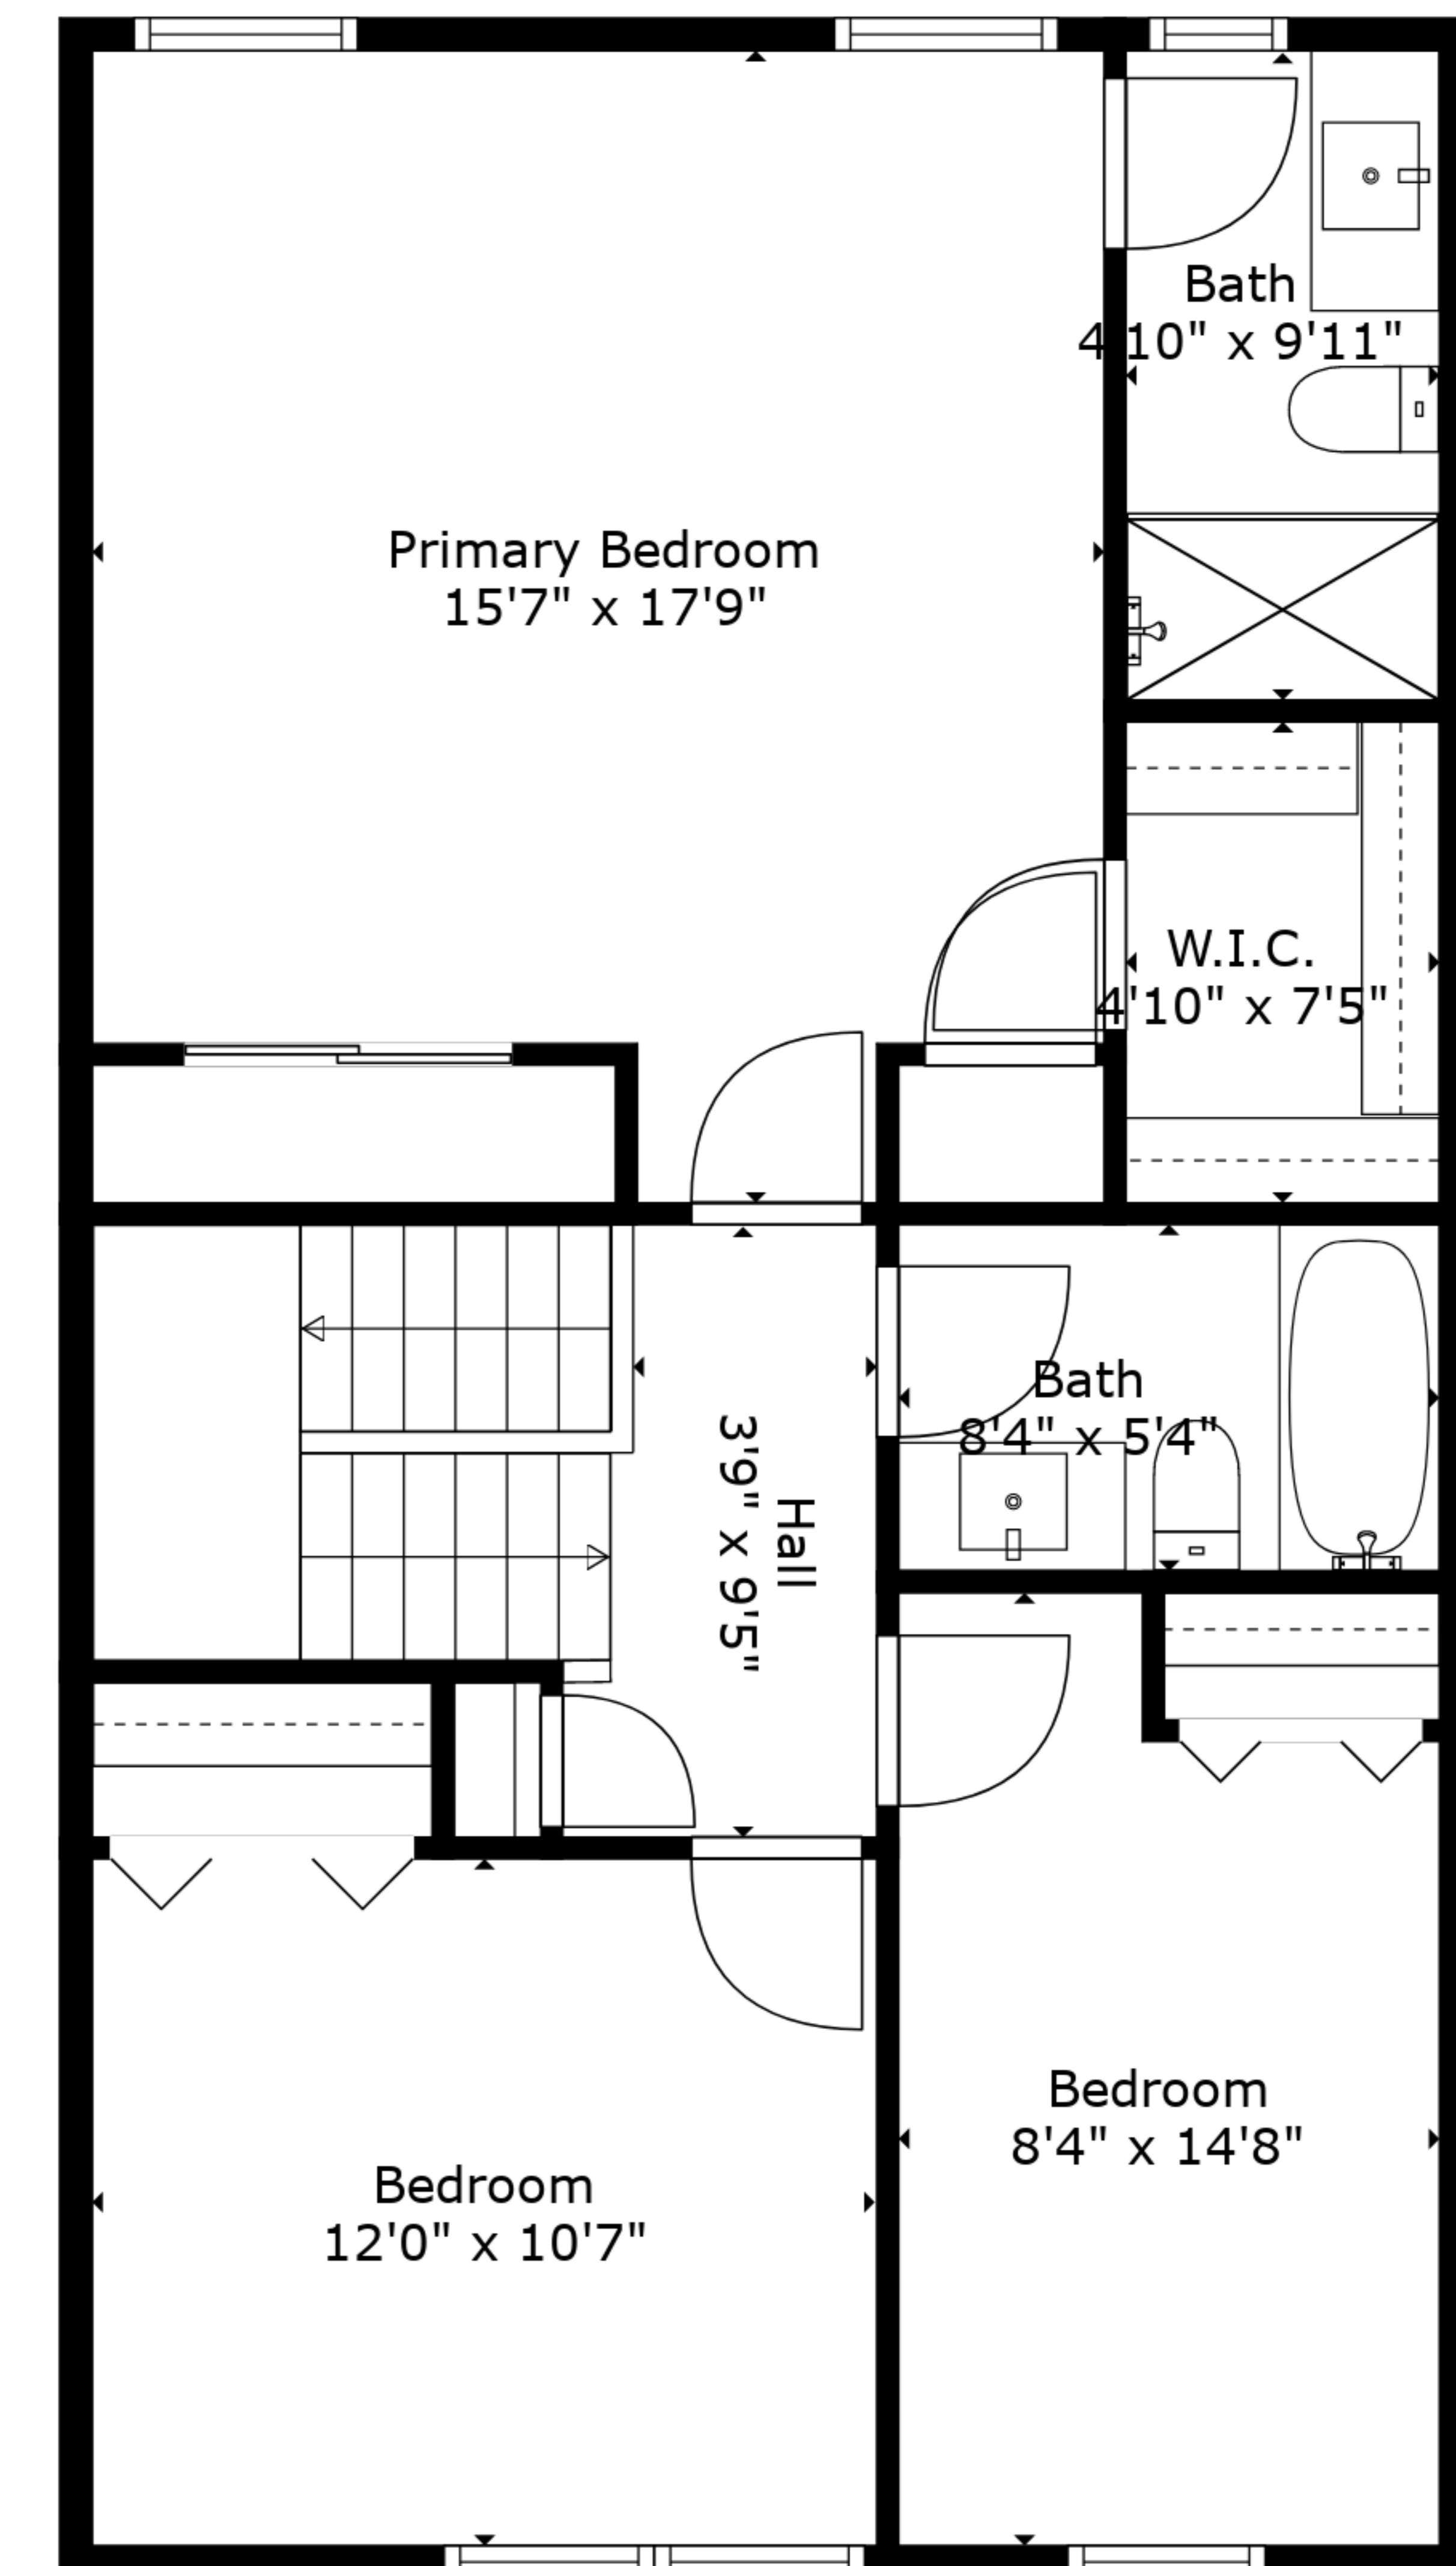 Bath
4'10" x 9'11"
Primary Bedroom
15'7" x 17'9"
W.I.C.
4'10" x 7'5"
Bath
8'4" x 5'4"
Hall
3'9" x 9'5"
Bedroom
8'4" x 14'8"
Bedroom
12'0" x 10'7"